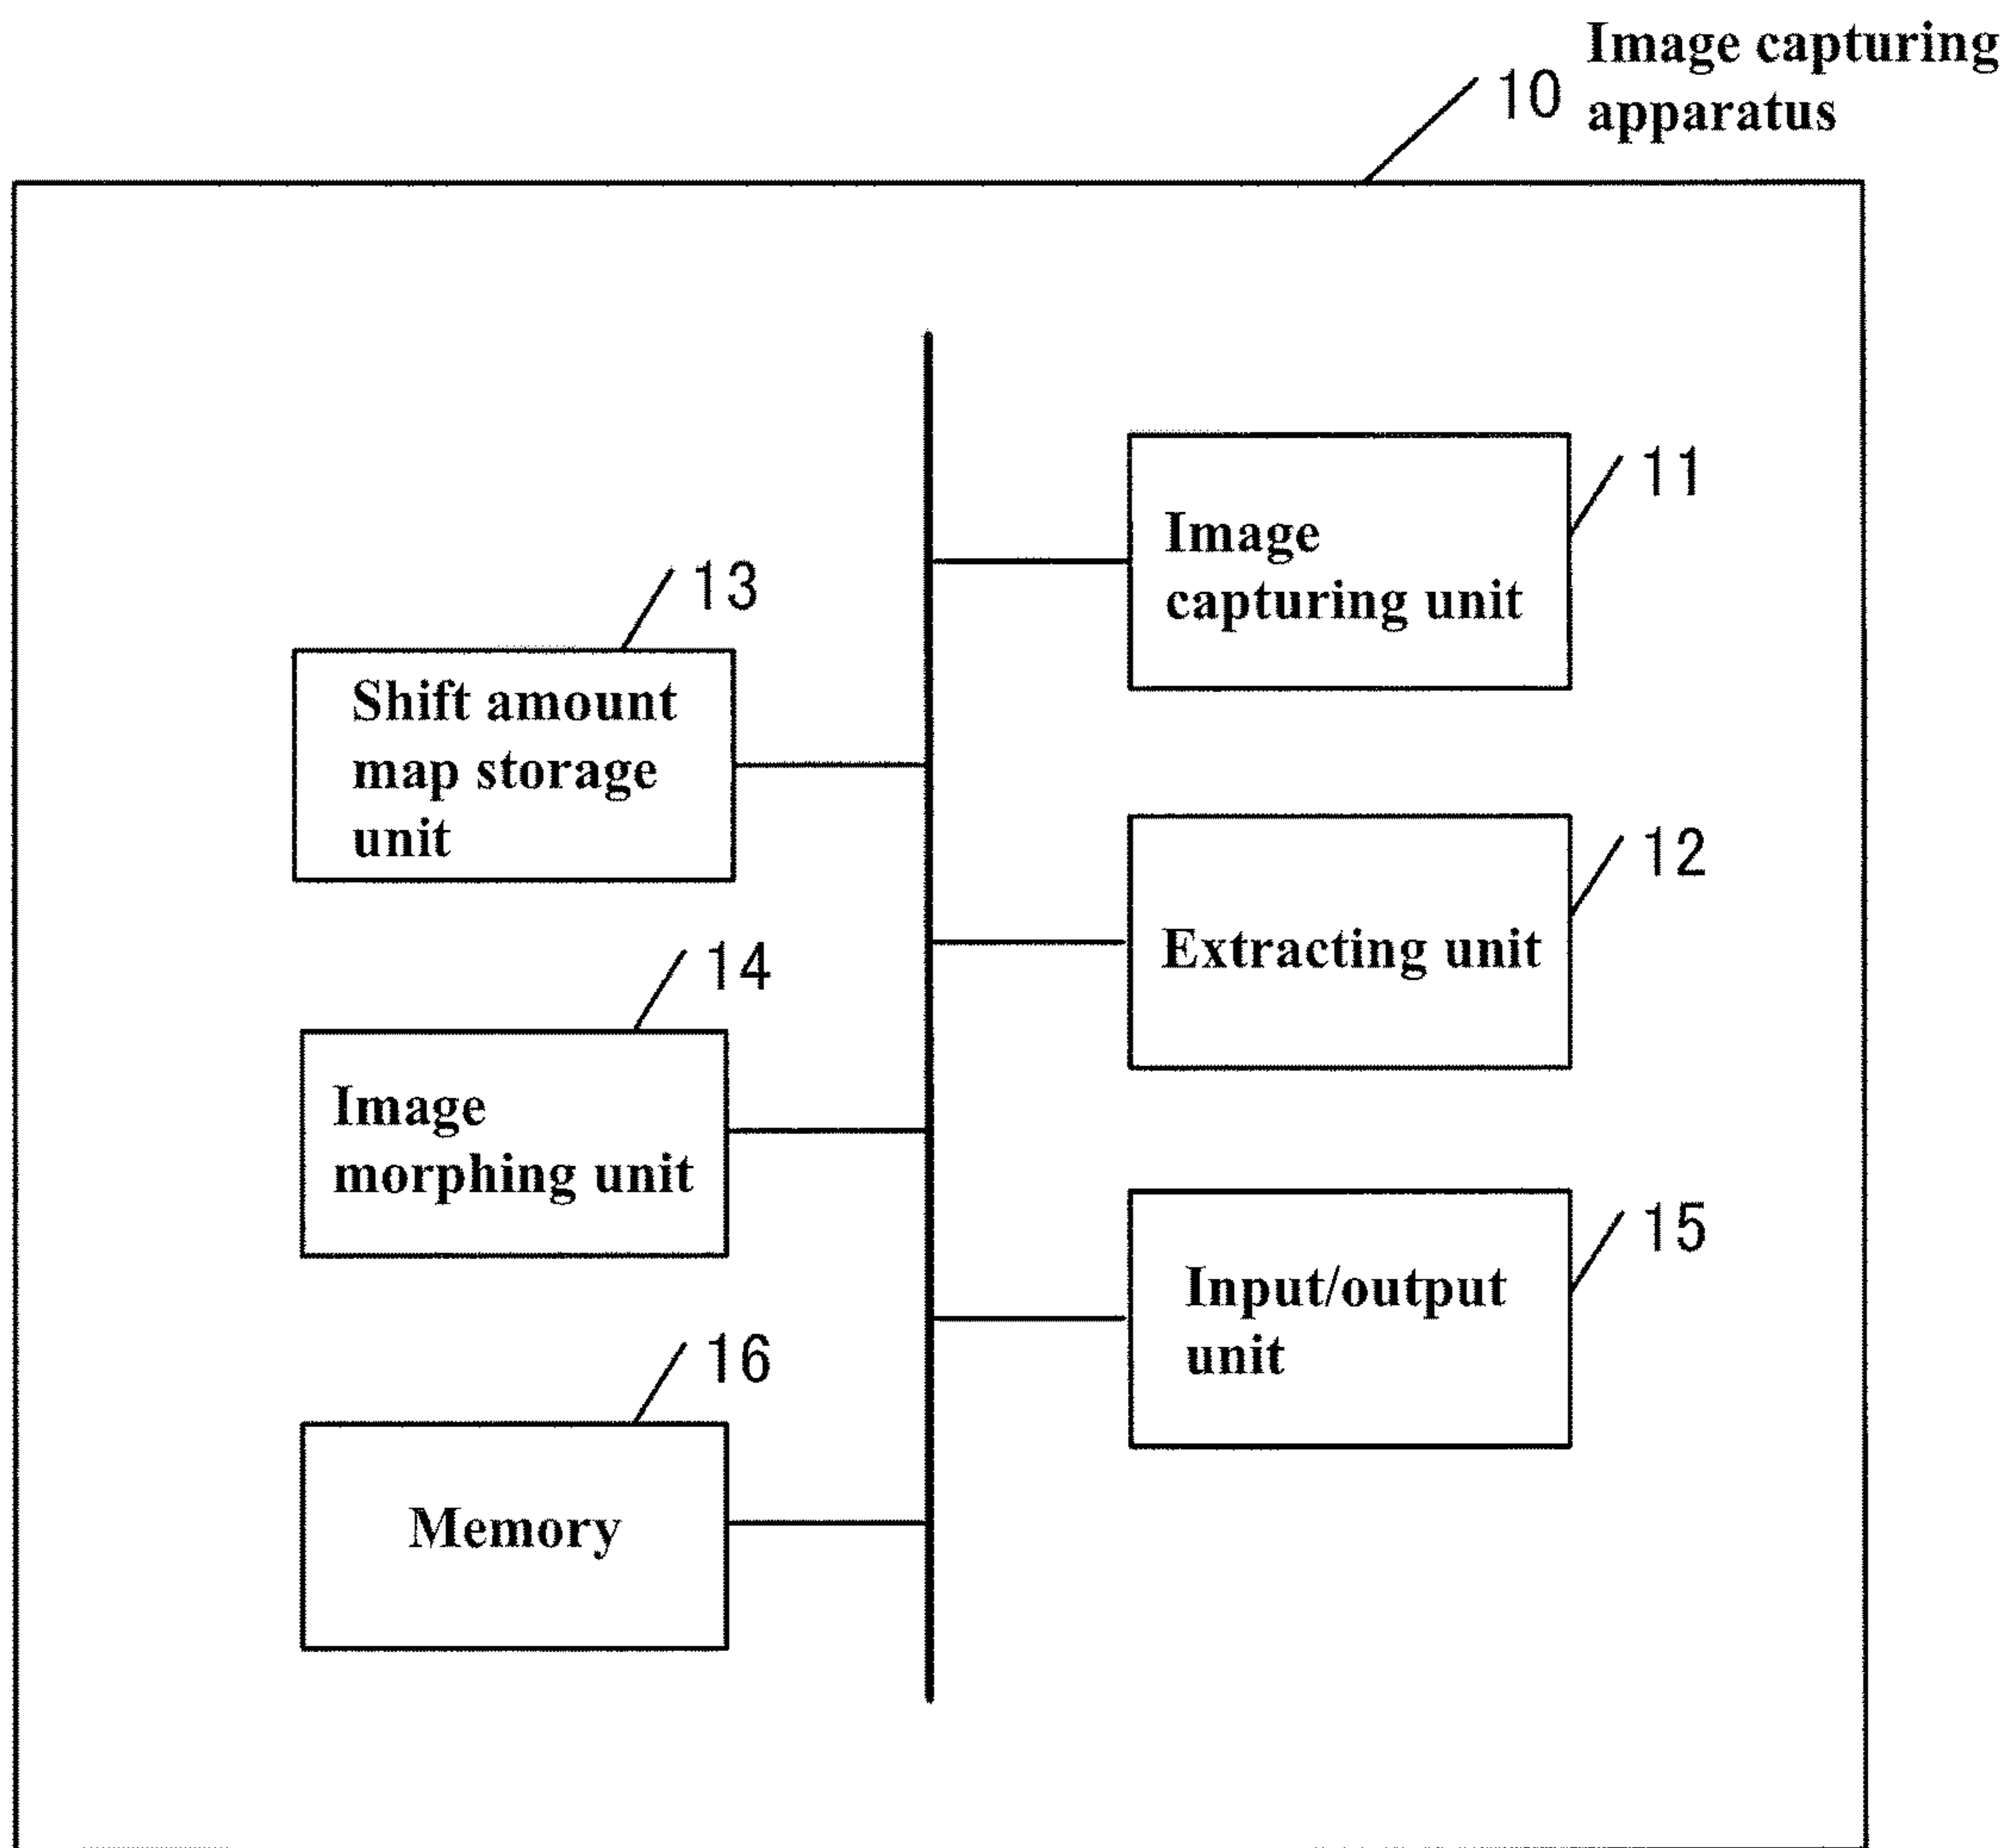 Image capturing
10 apparatus
11
Image
capturing unit
13
Shift amount
map storage
unit
12
Extracting unit
14
Image
morphing unit
15
Input/output
unit
16
Memory